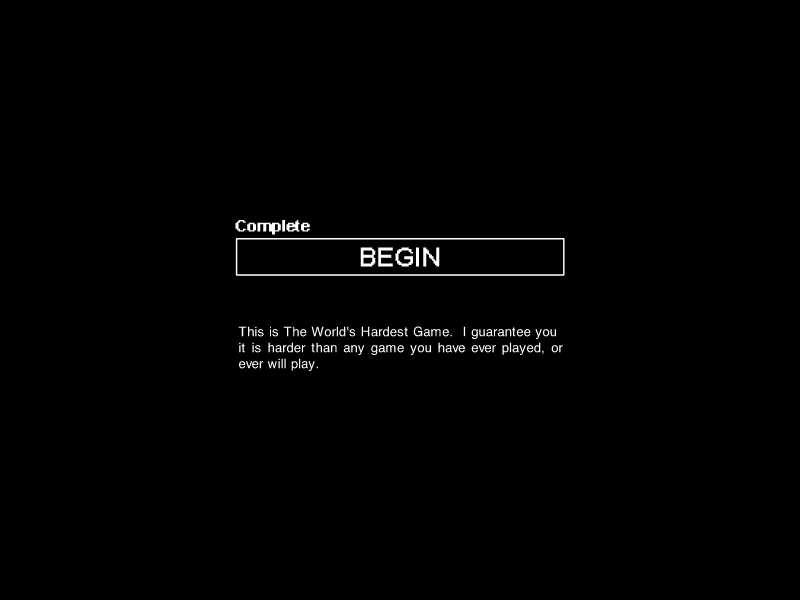 Complete
BEGIN
This is The World's Hardest Game.  I guarantee you
it is harder than any game you have ever played, or
ever will play.